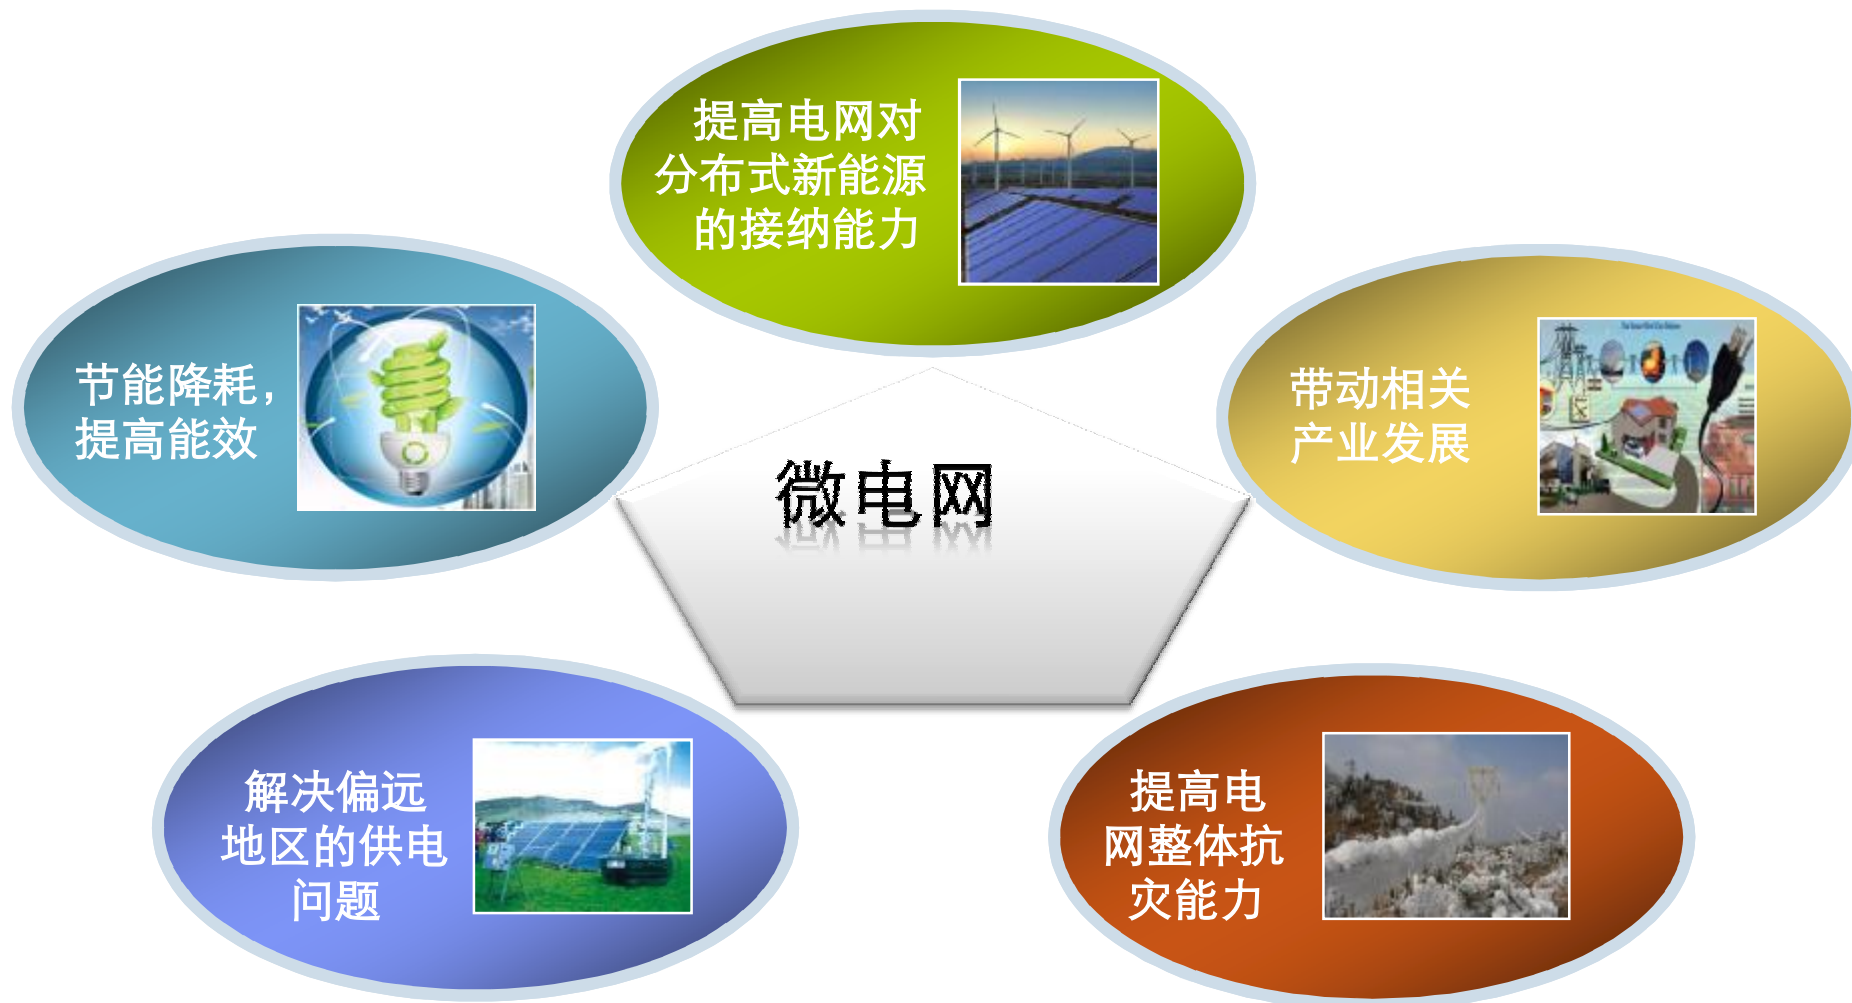 提高电网对
分布式新能源
的接纳能力
节能降耗，
提高能效
带动相关
产业发展
微电网
解决偏远
地区的供电
问题
提高电
网整体抗
灾能力